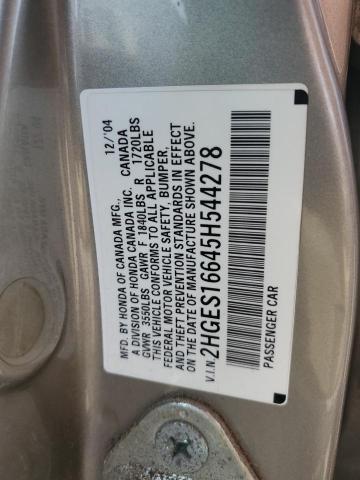 MFD. BY HONDA OF CANADA MFG., 12/'04
A DIVISION OF HONDA CANADA INC. CANADA
GVWR 3550LBS GAWR F 1840LBS R 1720LBS
THIS VEHICLE CONFORMS TO ALL APPLICABLE
FEDERAL MOTOR VEHICLE SAFETY, BUMPER,
AND THEFT PREVENTION STANDARDS IN EFFECT
ON THE DATE OF MANUFACTURE SHOWN ABOVE.
V.I.N. 2HGES16645H544278
PASSENGER CAR